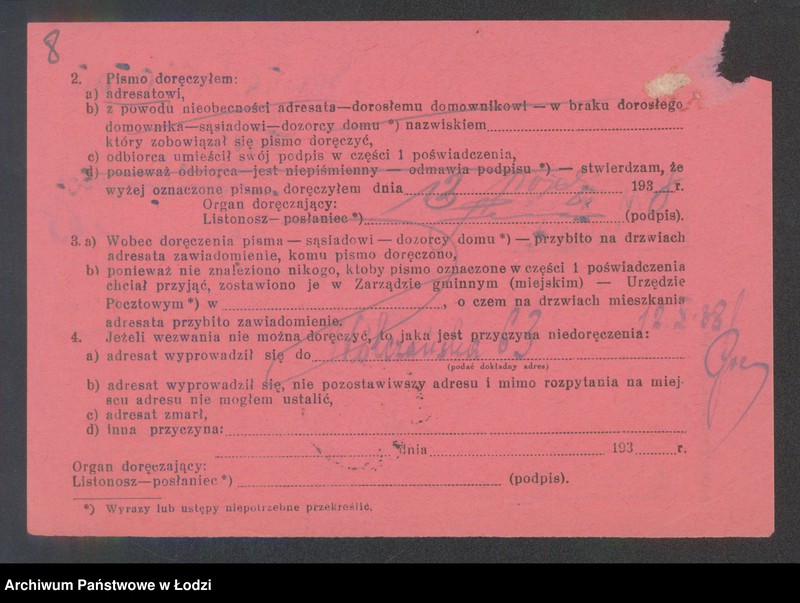 8
2. Pismo doręczyłem:
a) adresatowi,
b) z powodu nieobecności adresata—dorosłemu domownikowi — w braku dorosłego
domownika—sąsiadowi—dozorcy domu *) nazwiskiem
który zobowiązał się pismo doręczyć,
c) odbiorca umieścił swój podpis w części 1 poświadczenia,
d) ponieważ odbiorca—jest niepiśmienny — odmawia podpisu *) — stwierdzam, że
wyżej oznaczone pismo doręczyłem dnia 13 193 8 r.
Organ doręczający:
Listonosz—posłaniec *) (podpis).
3. a) Wobec doręczenia pisma — sąsiadowi — dozorcy domu *) — przybito na drzwiach
adresata zawiadomienie, komu pismo doręczono,
b) ponieważ nie znaleziono nikogo, ktoby pismo oznaczone w części 1 poświadczenia
chciał przyjąć, zostawiono je w Zarządzie gminnym (miejskim) — Urzędzie
Pocztowym *) w , o czem na drzwiach mieszkania
adresata przybito zawiadomienie.
4. Jeżeli wezwania nie można doręczyć, to jaka jest przyczyna niedoręczenia:
a) adresat wyprowadził się do 63
(podać dokładny adres)
b) adresat wyprowadził się, nie pozostawiwszy adresu i mimo rozpytania na miej-
scu adresu nie mogłem ustalić,
c) adresat zmarł,
d) inna przyczyna:
dnia 193 r.
Organ doręczający:
Listonosz—posłaniec *) (podpis).
*) Wyrazy lub ustępy niepotrzebne przekreślić.
Archiwum Państwowe w Łodzi